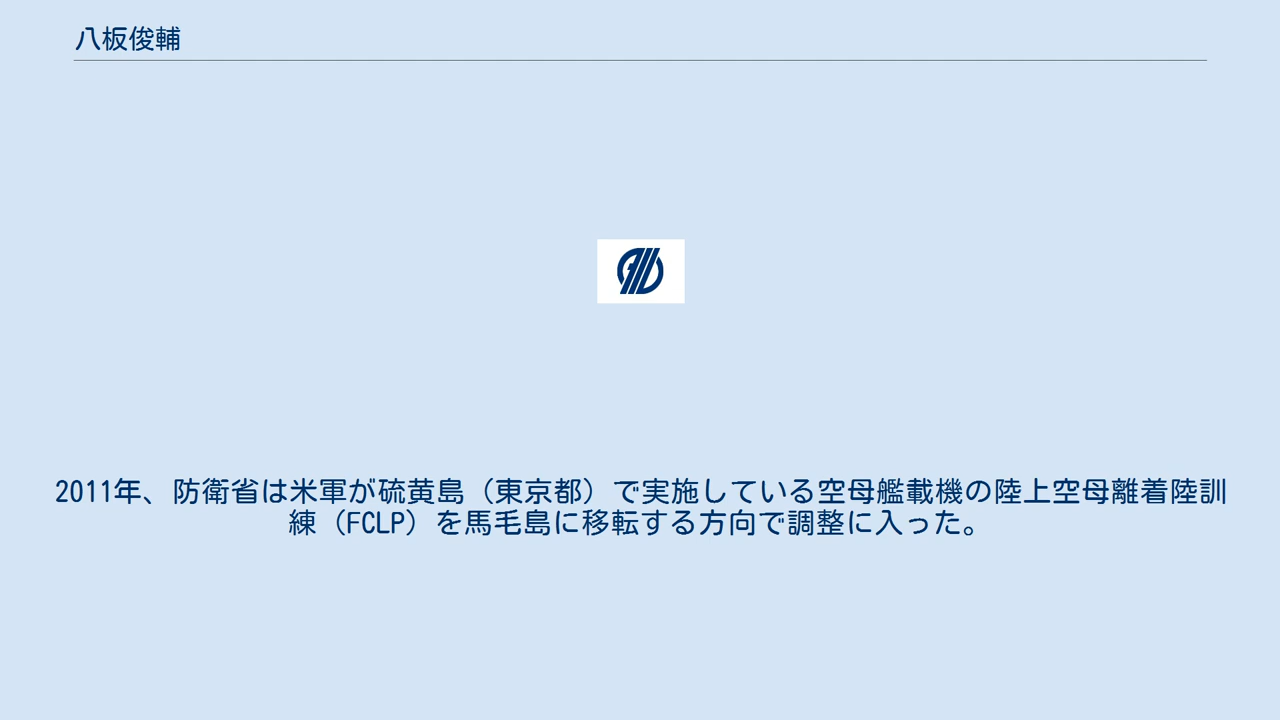 八板俊輔
2011年、防衛省は米軍が硫黄島（東京都）で実施している空母艦載機の陸上空母離着陸訓
練（FCLP）を馬毛島に移転する方向で調整に入った。